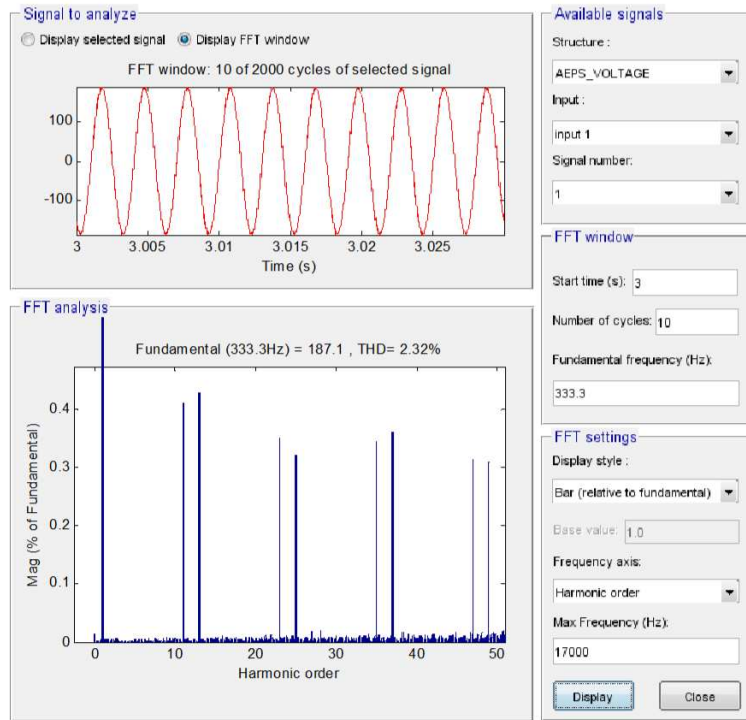 Signal to analyze
Display selected signal Display FFT window
FFT window: 10 of 2000 cycles of selected signal
100
0
-100
3 3.005 3.01 3.015 3.02 3.025
Time (s)
FFT analysis
Fundamental (333.3Hz) = 187.1 , THD= 2.32%
0.4
0.3
0.2
0.1
0
Mag (% of Fundamental)
0 10 20 30 40 50
Harmonic order
Available signals
Structure :
AEPS_VOLTAGE
Input :
input 1
Signal number:
1
FFT window
Start time (s): 3
Number of cycles: 10
Fundamental frequency (Hz):
333.3
FFT settings
Display style :
Bar (relative to fundamental)
Base value: 1.0
Frequency axis:
Harmonic order
Max Frequency (Hz):
17000
Display Close